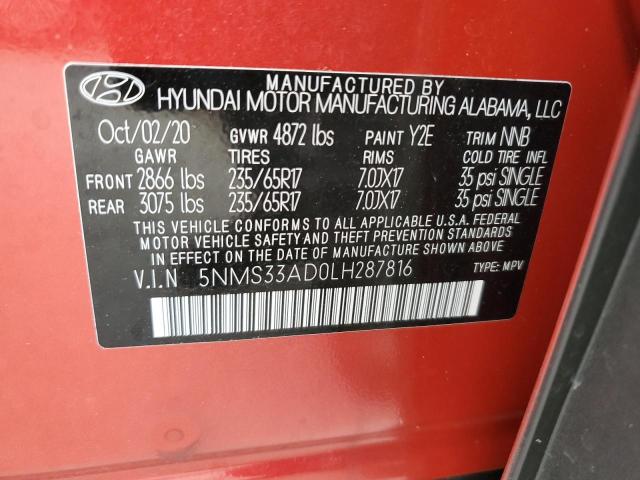 MANUFACTURED BY
HYUNDAI MOTOR MANUFACTURING ALABAMA, LLC
Oct/02/20 GVWR 4872 lbs PAINT Y2E TRIM NNB
GAWR TIRES RIMS COLD TIRE INFL
FRONT 2866 lbs 235/65R17 7.0JX17 35 psi SINGLE
REAR 3075 lbs 235/65R17 7.0JX17 35 psi SINGLE
THIS VEHICLE CONFORMS TO ALL APPLICABLE U.S.A. FEDERAL
MOTOR VEHICLE SAFETY AND THEFT PREVENTION STANDARDS
IN EFFECT ON THE DATE OF MANUFACTURE SHOWN ABOVE.
V.I.N 5NMS33AD0LH287816 TYPE: MPV